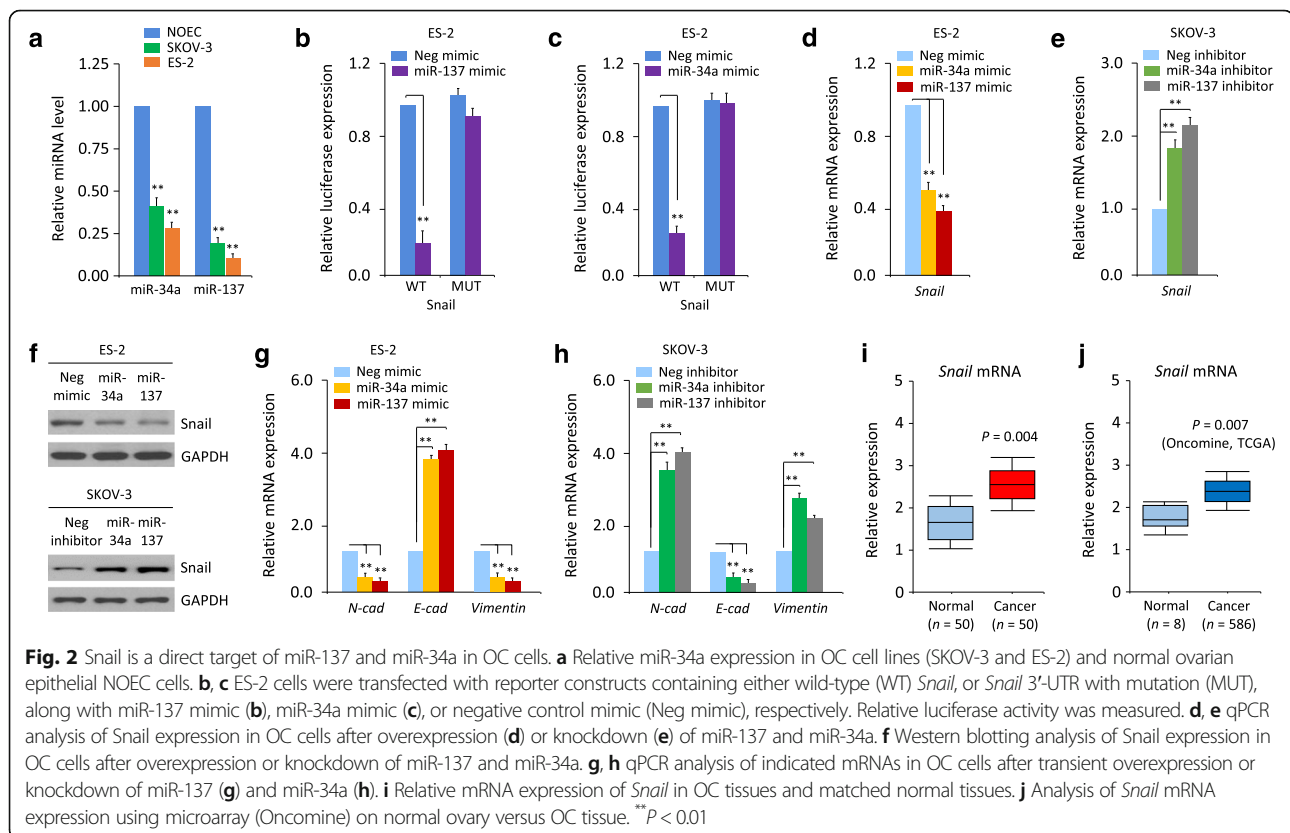 a
NOEC
SKOV-3
ES-2
Relative miRNA level
1.25
1.00
0.75
0.50
0.25
0.00
**
**
**
**
miR-34a miR-137
b
ES-2
Neg mimic
miR-137 mimic
Relative luciferase expression
1.2
0.9
0.6
0.3
0.0
**
WT MUT
Snail
c
ES-2
Neg mimic
miR-34a mimic
Relative luciferase expression
1.2
0.9
0.6
0.3
0.0
**
WT MUT
Snail
d
ES-2
Neg mimic
miR-34a mimic
miR-137 mimic
Relative mRNA expression
1.2
0.9
0.6
0.3
0.0
**
**
Snail
e
SKOV-3
Neg inhibitor
miR-34a inhibitor
miR-137 inhibitor
Relative mRNA expression
3.0
2.0
1.0
0.0
**
**
Snail
f
ES-2
Neg miR- miR-
mimic 34a 137
Snail
GAPDH
SKOV-3
Neg miR- miR-
inhibitor 34a 137
Snail
GAPDH
g
ES-2
Neg mimic
miR-34a mimic
miR-137 mimic
Relative mRNA expression
6.0
4.0
2.0
0.0
** **
**
**
** **
N-cad E-cad Vimentin
h
SKOV-3
Neg inhibitor
miR-34a inhibitor
miR-137 inhibitor
Relative mRNA expression
6.0
4.0
2.0
0.0
**
**
** **
**
**
N-cad E-cad Vimentin
i
Snail mRNA
Relative expression
5
4
3
2
1
0
P = 0.004
Normal Cancer
(n = 50) (n = 50)
j
Snail mRNA
Relative expression
5
4
3
2
1
0
P = 0.007
(Oncomine, TCGA)
Normal Cancer
(n = 8) (n = 586)
Fig. 2 Snail is a direct target of miR-137 and miR-34a in OC cells. a Relative miR-34a expression in OC cell lines (SKOV-3 and ES-2) and normal ovarian
epithelial NOEC cells. b, c ES-2 cells were transfected with reporter constructs containing either wild-type (WT) Snail, or Snail 3′-UTR with mutation (MUT),
along with miR-137 mimic (b), miR-34a mimic (c), or negative control mimic (Neg mimic), respectively. Relative luciferase activity was measured. d, e qPCR
analysis of Snail expression in OC cells after overexpression (d) or knockdown (e) of miR-137 and miR-34a. f Western blotting analysis of Snail expression in
OC cells after overexpression or knockdown of miR-137 and miR-34a. g, h qPCR analysis of indicated mRNAs in OC cells after transient overexpression or
knockdown of miR-137 (g) and miR-34a (h). i Relative mRNA expression of Snail in OC tissues and matched normal tissues. j Analysis of Snail mRNA
expression using microarray (Oncomine) on normal ovary versus OC tissue. **P < 0.01